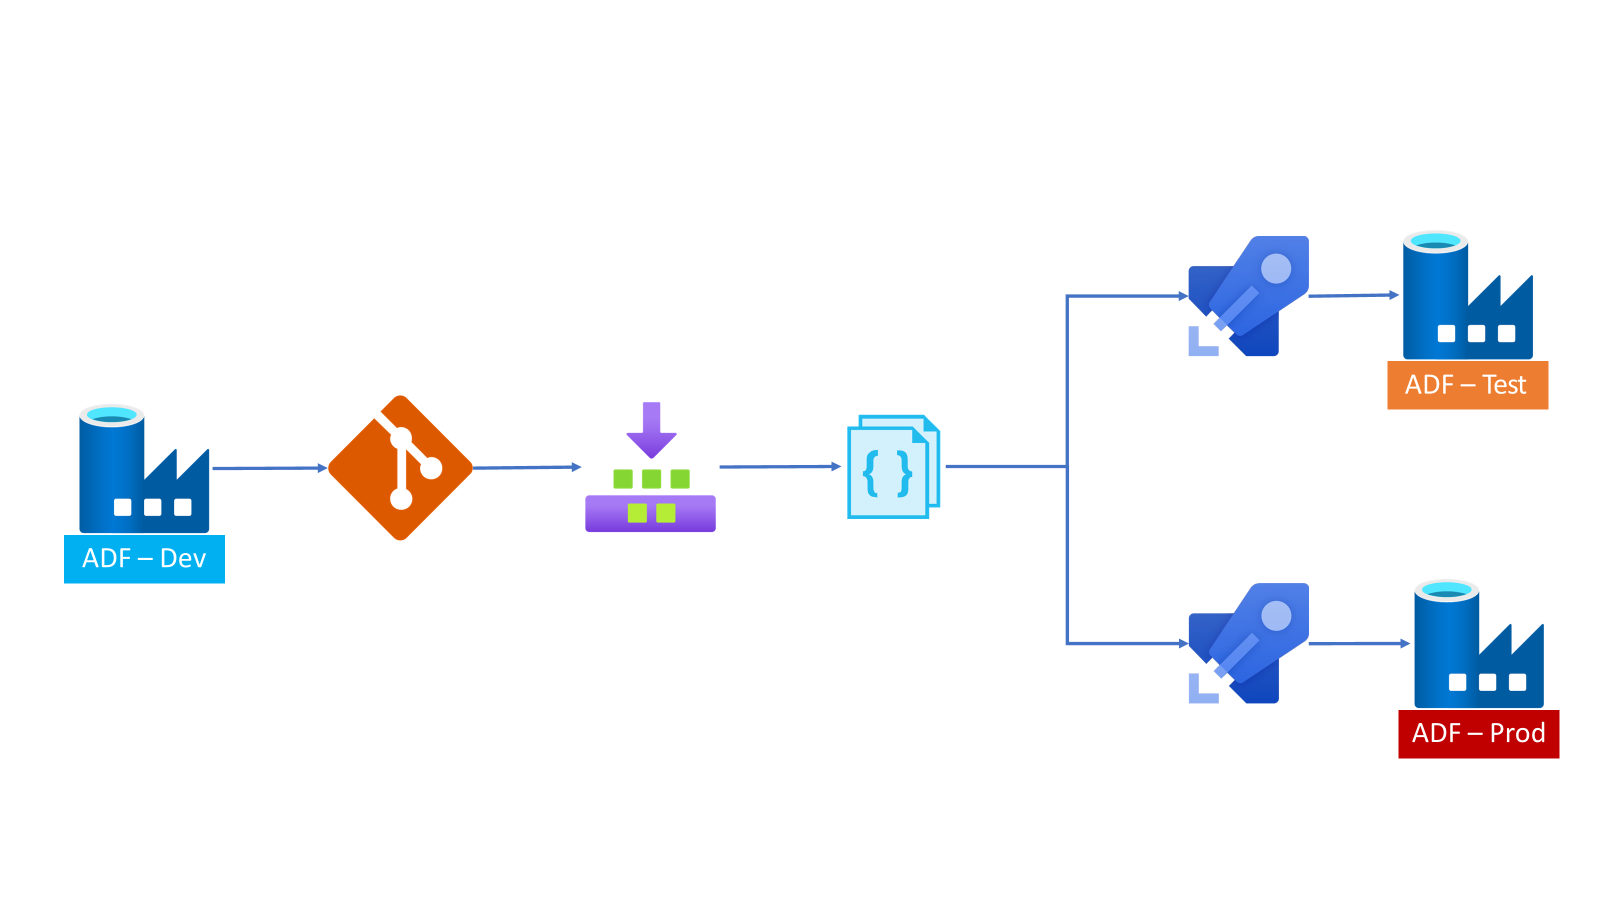 ADF – Dev
{ }
ADF – Test
ADF – Prod